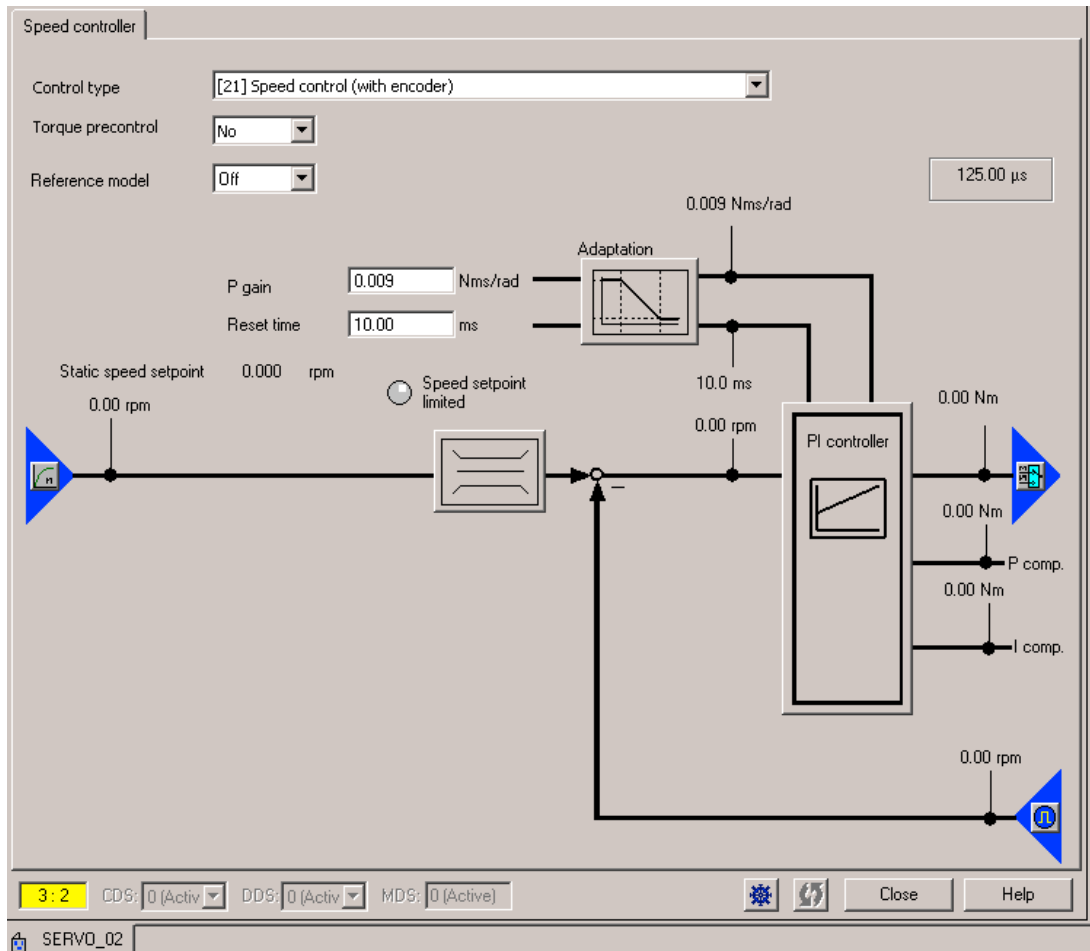 Speed controller
Control type [21] Speed control (with encoder)
Torque precontrol No
Reference model Off
125.00 µs
0.009 Nms/rad
Adaptation
P gain 0.009 Nms/rad
Reset time 10.00 ms
Static speed setpoint 0.000 rpm
Speed setpoint
limited
10.0 ms
0.00 rpm
0.00 Nm
0.00 rpm
PI controller
n
0.00 Nm
P comp.
0.00 Nm
I comp.
0.00 rpm
3 : 2 CDS: 0 (Activ DDS: 0 (Activ MDS: 0 (Active) Close Help
SERVO_02